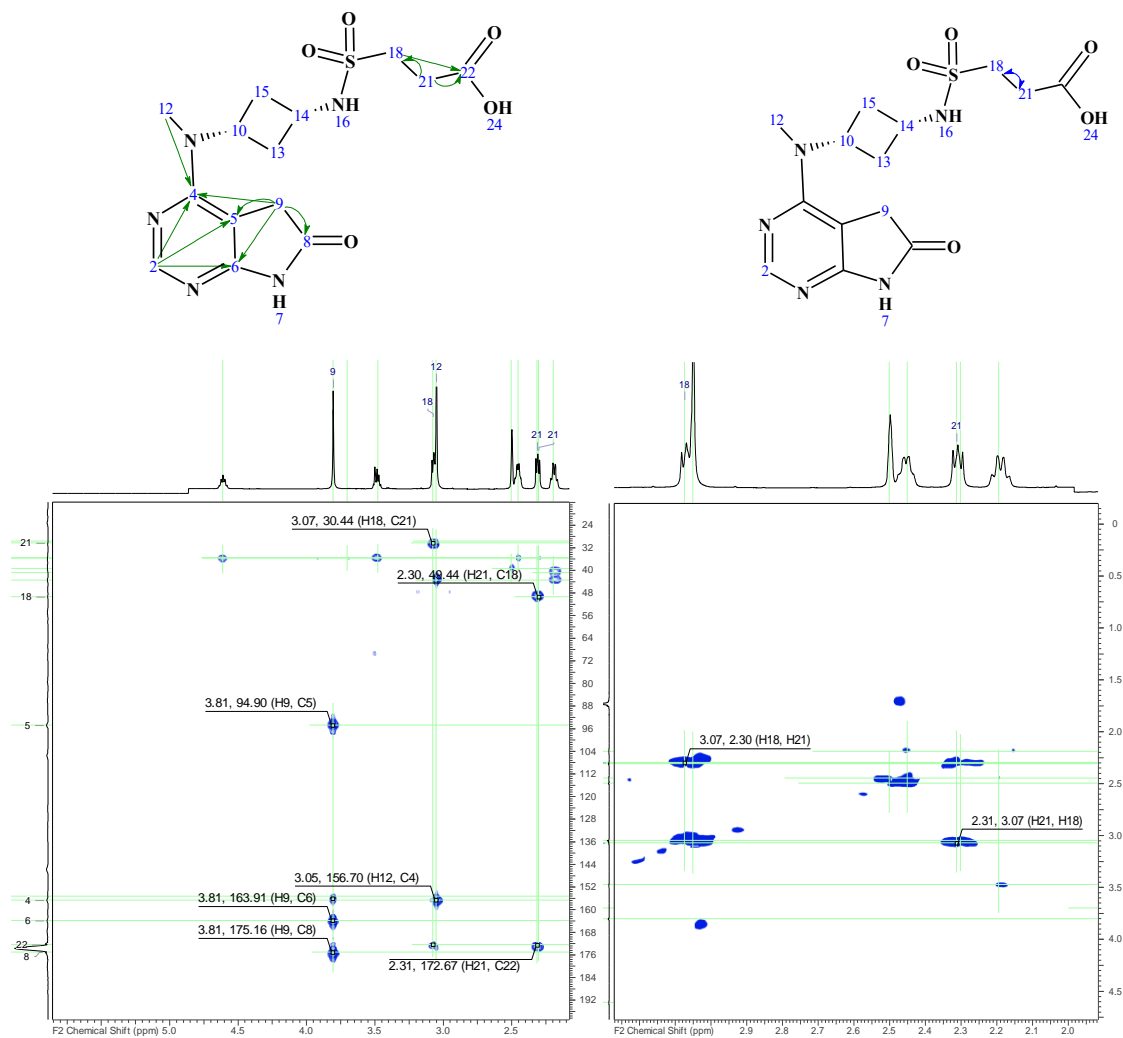 O
O
18
O
S
22
21
15
NH
OH
12
14
16
24
N
10
13
4
9
N
5
8
O
2
6
N
N
H
7
O
O
18
O
S
21
15
NH
OH
12
14
16
24
N
10
13
9
N
O
2
N
N
H
7
9
12
18
21 21
3.07, 30.44 (H18, C21)
2.30, 49.44 (H21, C18)
3.81, 94.90 (H9, C5)
3.05, 156.70 (H12, C4)
3.81, 163.91 (H9, C6)
3.81, 175.16 (H9, C8)
2.31, 172.67 (H21, C22)
21
18
5
4
6
22
8
24
32
40
48
56
64
72
80
88
96
104
112
120
128
136
144
152
160
168
176
184
192
F2 Chemical Shift (ppm) 5.0 4.5 4.0 3.5 3.0 2.5
18
21
3.07, 2.30 (H18, H21)
2.31, 3.07 (H21, H18)
0
0.5
1.0
1.5
2.0
2.5
3.0
3.5
4.0
4.5
F2 Chemical Shift (ppm) 2.9 2.8 2.7 2.6 2.5 2.4 2.3 2.2 2.1 2.0